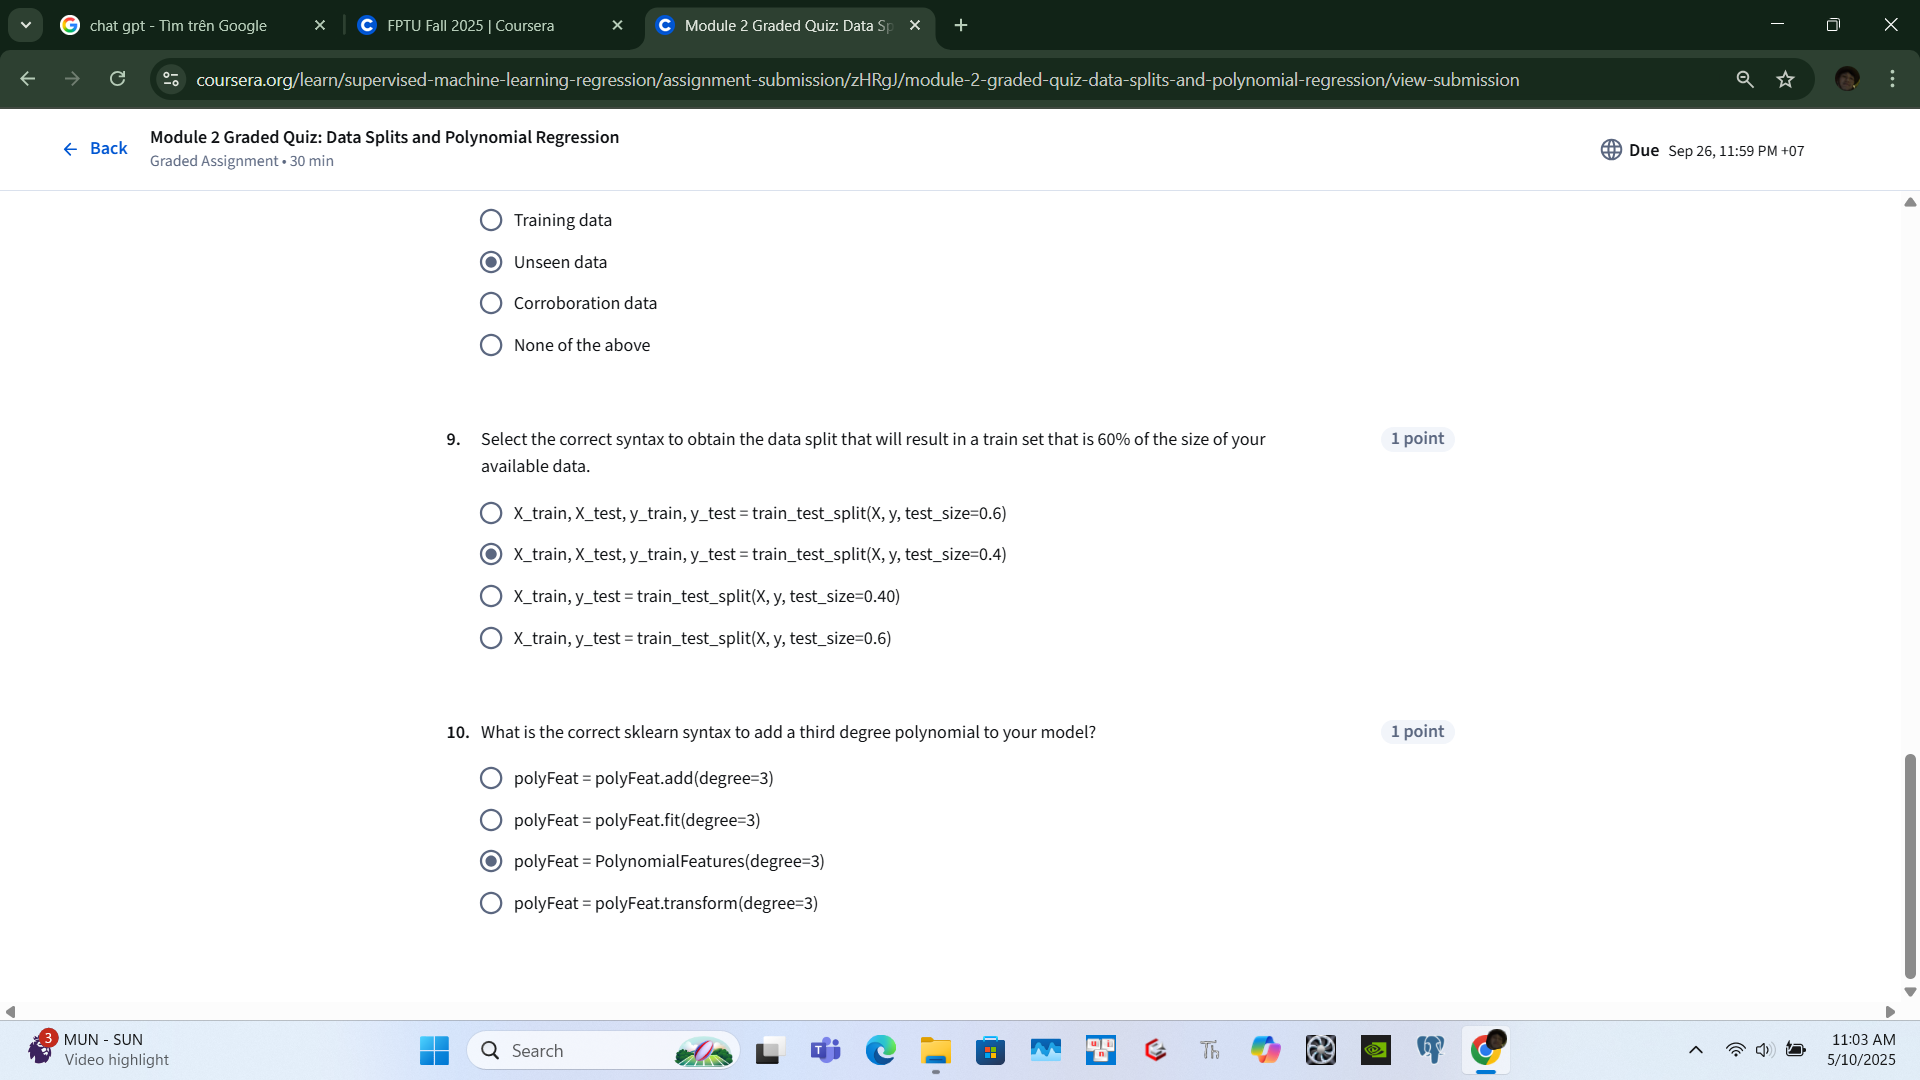 chat gpt - Tìm trên Google
FPTU Fall 2025 | Coursera
Module 2 Graded Quiz: Data Sp
coursera.org/learn/supervised-machine-learning-regression/assignment-submission/zHRgJ/module-2-graded-quiz-data-splits-and-polynomial-regression/view-submission
Back
Module 2 Graded Quiz: Data Splits and Polynomial Regression
Graded Assignment • 30 min
Due Sep 26, 11:59 PM +07
Training data
Unseen data
Corroboration data
None of the above
9. Select the correct syntax to obtain the data split that will result in a train set that is 60% of the size of your
available data.
1 point
X_train, X_test, y_train, y_test = train_test_split(X, y, test_size=0.6)
X_train, X_test, y_train, y_test = train_test_split(X, y, test_size=0.4)
X_train, y_test = train_test_split(X, y, test_size=0.40)
X_train, y_test = train_test_split(X, y, test_size=0.6)
10. What is the correct sklearn syntax to add a third degree polynomial to your model?
1 point
polyFeat = polyFeat.add(degree=3)
polyFeat = polyFeat.fit(degree=3)
polyFeat = PolynomialFeatures(degree=3)
polyFeat = polyFeat.transform(degree=3)
3
MUN - SUN
Video highlight
Search
Th
11:03 AM
5/10/2025